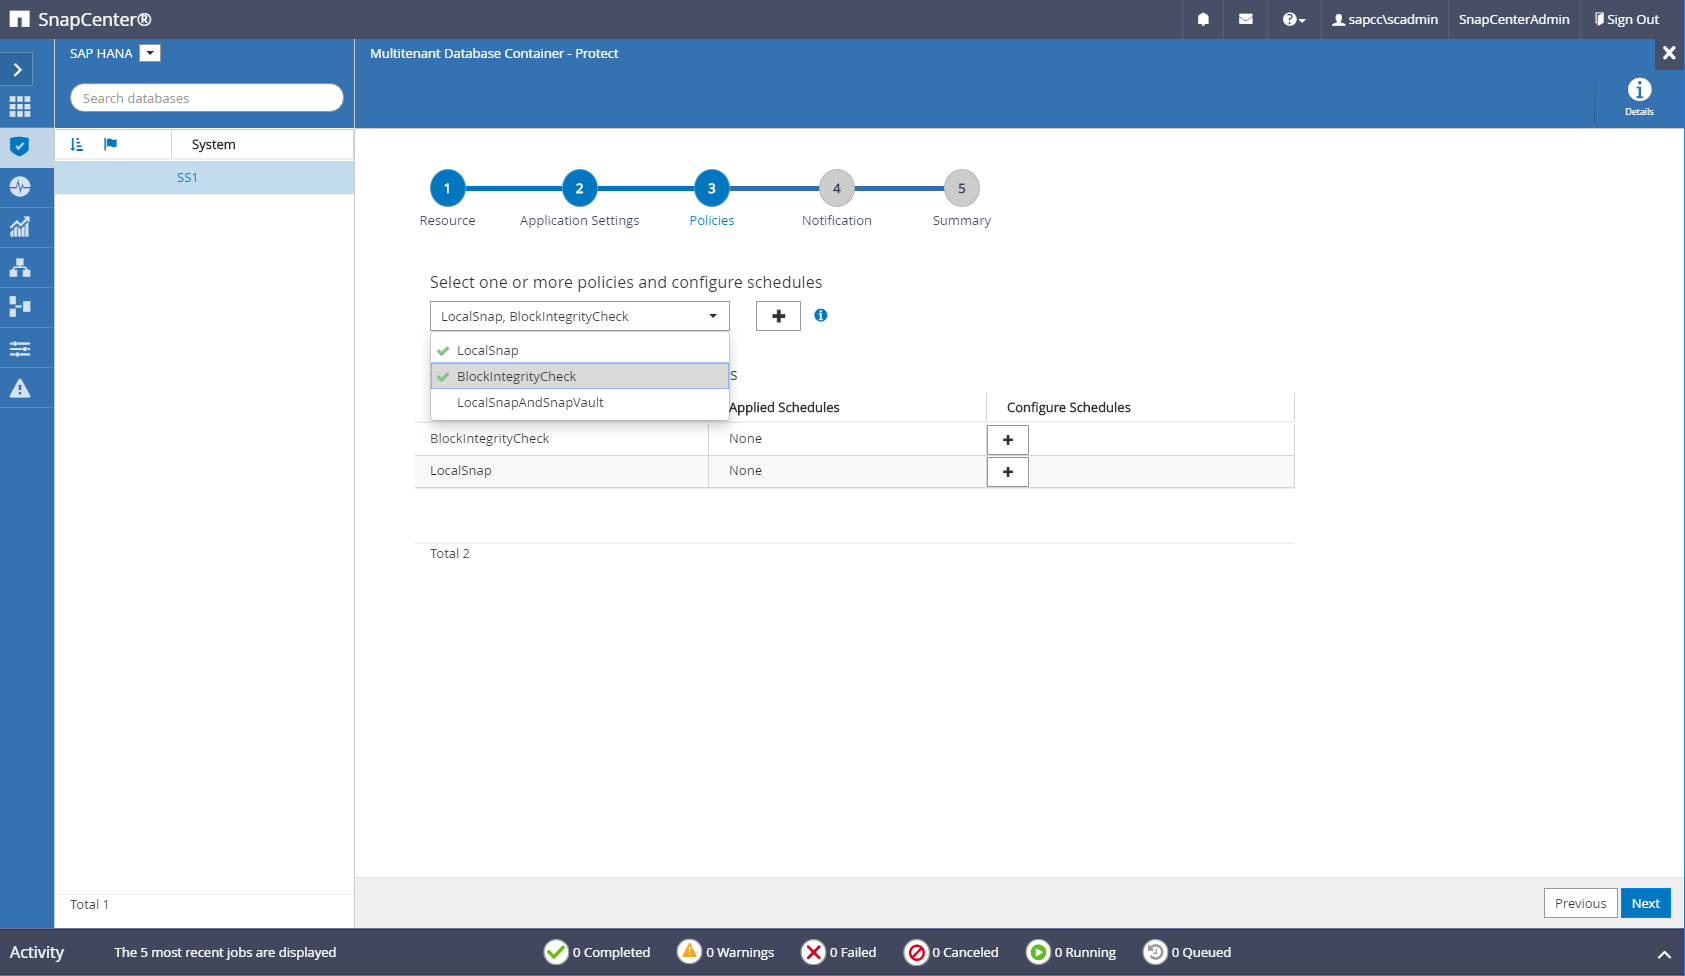 SnapCenter®
sapcc\scadmin
SnapCenterAdmin
Sign Out
SAP HANA
Multitenant Database Container - Protect
Search databases
Details
System
SS1
1
2
3
4
5
Resource
Application Settings
Policies
Notification
Summary
Select one or more policies and configure schedules
LocalSnap, BlockIntegrityCheck
LocalSnap
BlockIntegrityCheck
LocalSnapAndSnapVault
s
Applied Schedules
Configure Schedules
BlockIntegrityCheck
None
LocalSnap
None
Total 2
Total 1
Previous
Next
Activity
The 5 most recent jobs are displayed
0 Completed
0 Warnings
0 Failed
0 Canceled
0 Running
0 Queued